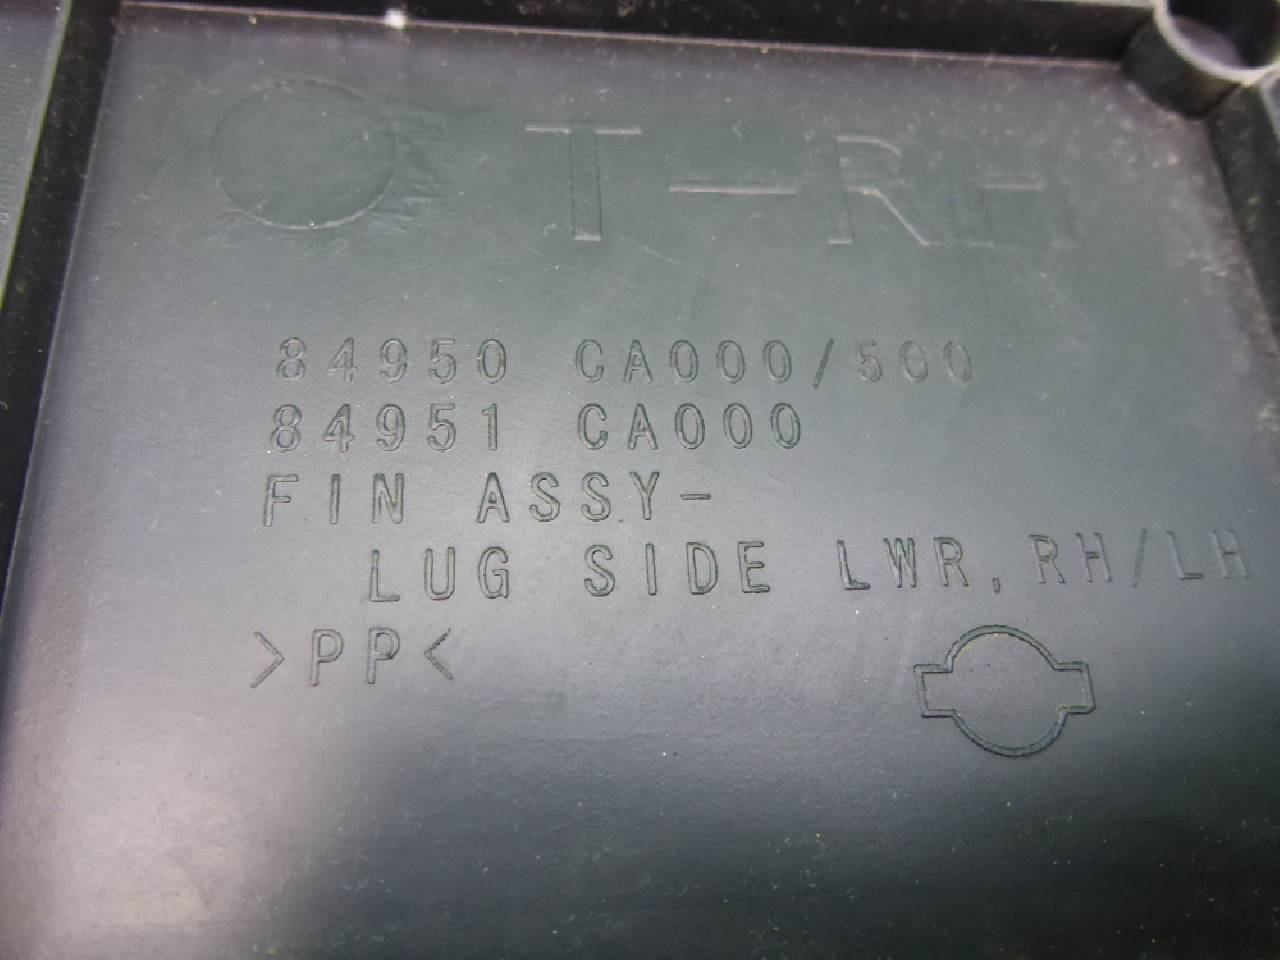 T-RH
84950 CA000/500
84951 CA000
FIN ASSY-
LUG SIDE LWR, RH/LH
>PP<